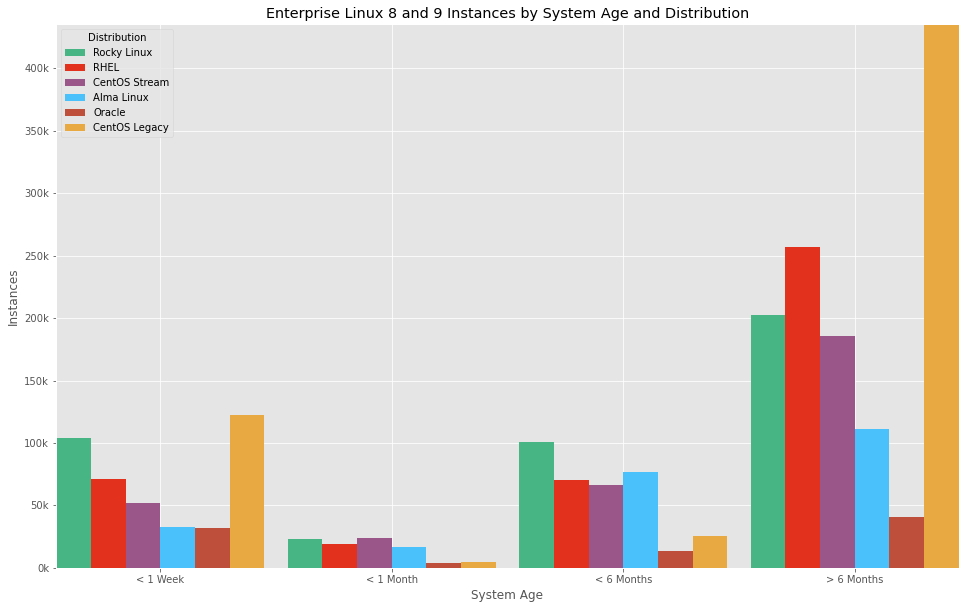 Enterprise Linux 8 and 9 Instances by System Age and Distribution
Distribution
Rocky Linux
RHEL
CentOS Stream
Alma Linux
Oracle
CentOS Legacy
400k
350k
300k
250k
200k
150k
100k
50k
0k
Instances
< 1 Week
< 1 Month
< 6 Months
> 6 Months
System Age